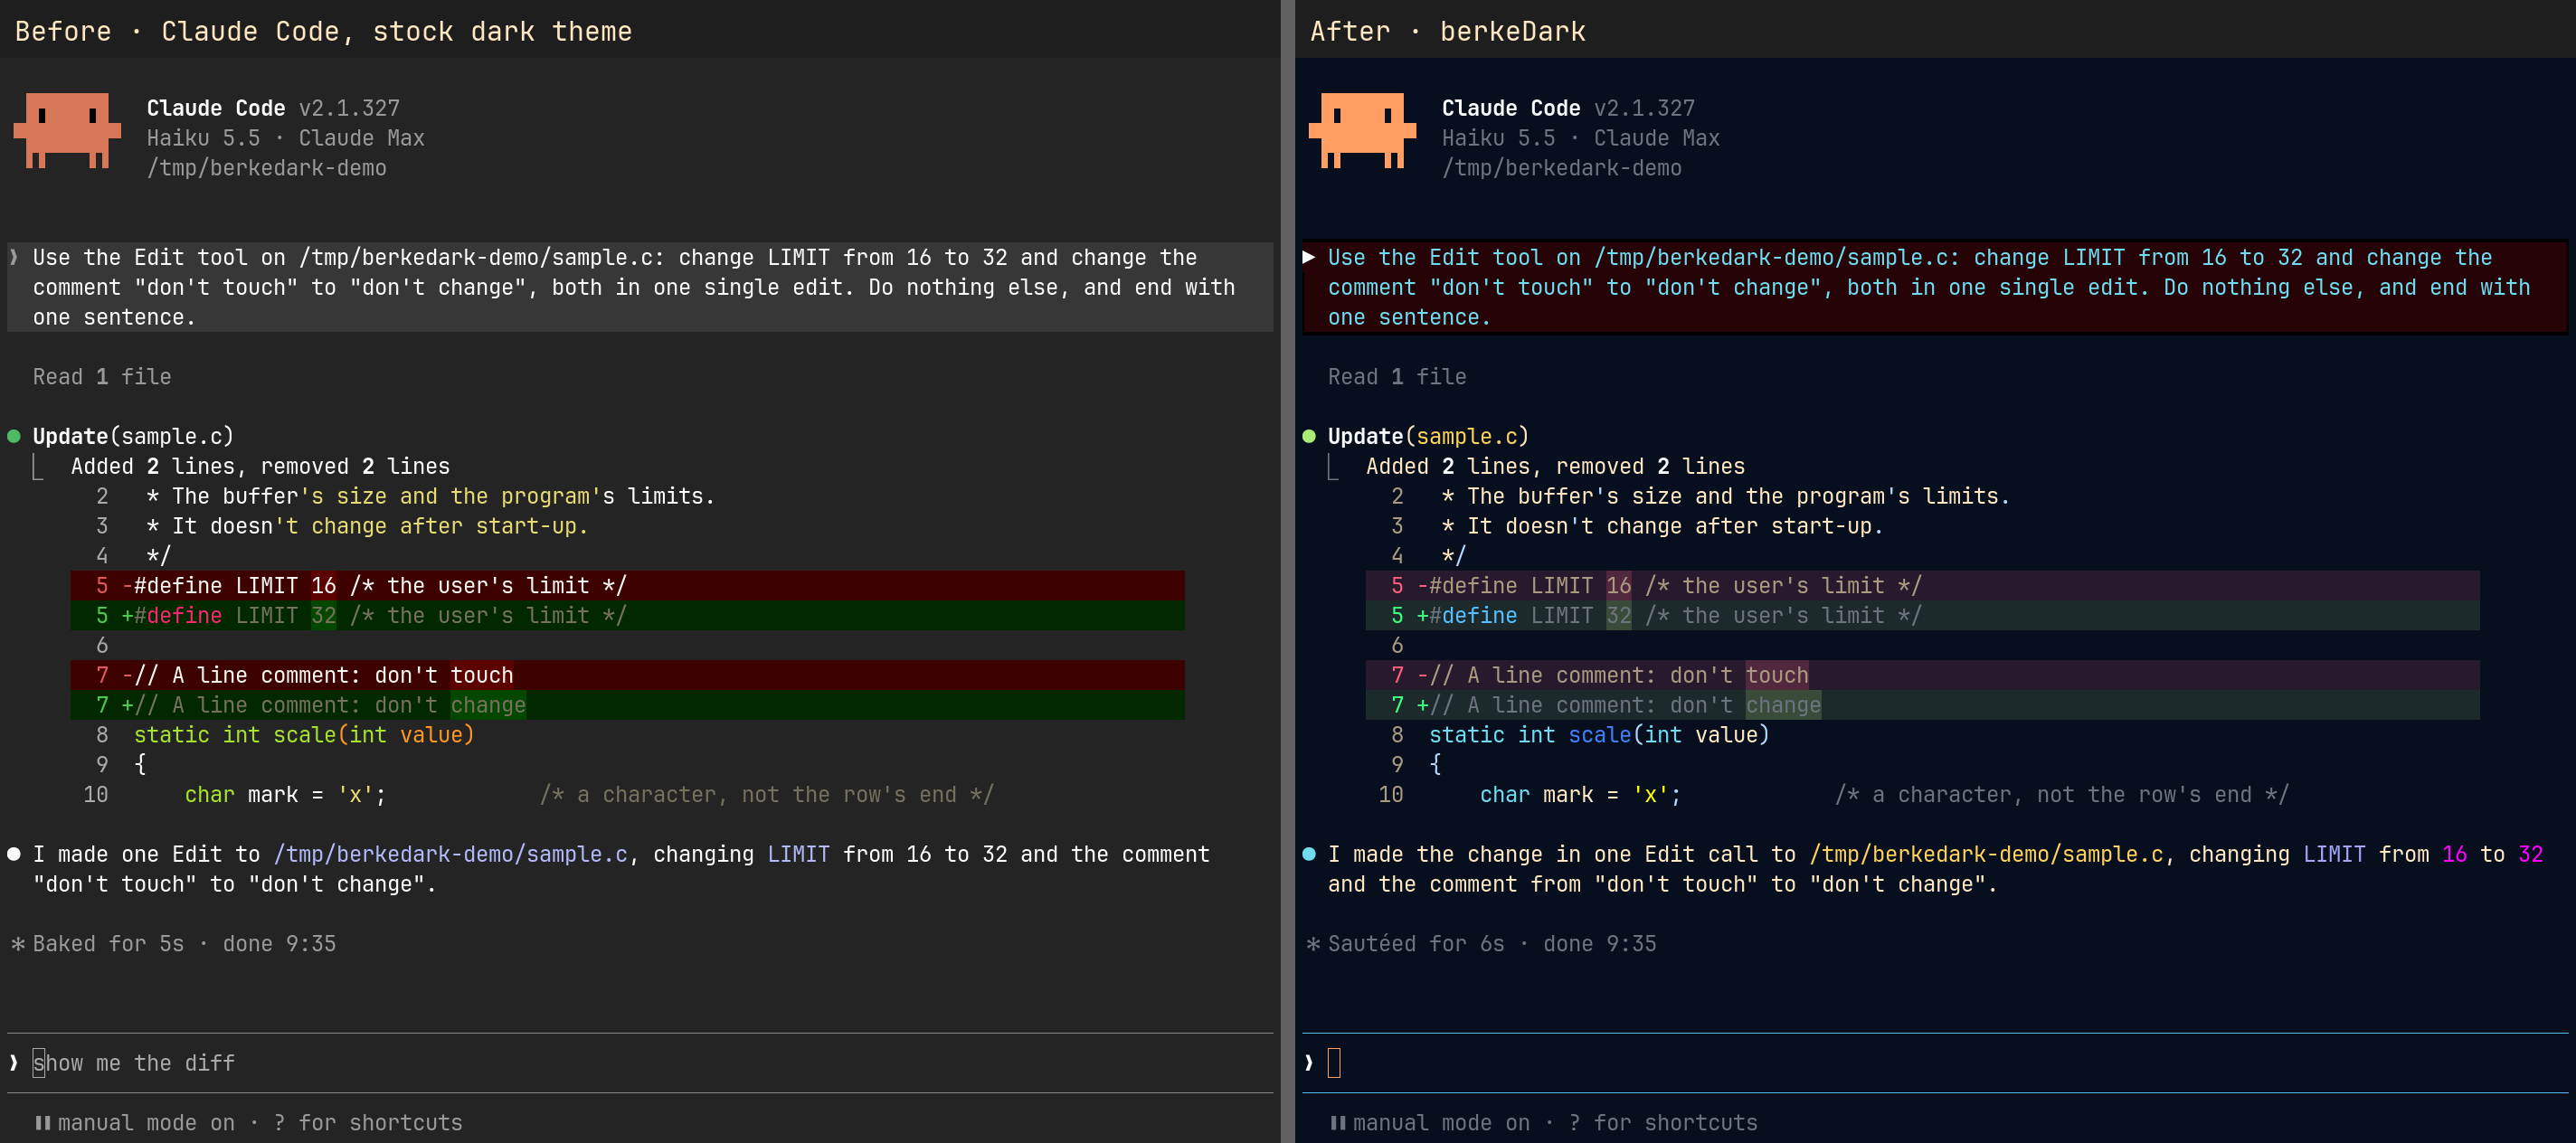 Before · Claude Code, stock dark theme
Claude Code v2.1.327
Haiku 5.5 · Claude Max
/tmp/berkedark-demo
❯ Use the Edit tool on /tmp/berkedark-demo/sample.c: change LIMIT from 16 to 32 and change the
comment "don't touch" to "don't change", both in one single edit. Do nothing else, and end with
one sentence.
Read 1 file
● Update(sample.c)
⎿ Added 2 lines, removed 2 lines
2 * The buffer's size and the program's limits.
3 * It doesn't change after start-up.
4 */
5 -#define LIMIT 16 /* the user's limit */
5 +#define LIMIT 32 /* the user's limit */
6
7 -// A line comment: don't touch
7 +// A line comment: don't change
8 static int scale(int value)
9 {
10 char mark = 'x'; /* a character, not the row's end */
● I made one Edit to /tmp/berkedark-demo/sample.c, changing LIMIT from 16 to 32 and the comment
"don't touch" to "don't change".
✻ Baked for 5s · done 9:35
❯ show me the diff
⏸ manual mode on · ? for shortcuts
After · berkeDark
Claude Code v2.1.327
Haiku 5.5 · Claude Max
/tmp/berkedark-demo
▶ Use the Edit tool on /tmp/berkedark-demo/sample.c: change LIMIT from 16 to 32 and change the
comment "don't touch" to "don't change", both in one single edit. Do nothing else, and end with
one sentence.
Read 1 file
● Update(sample.c)
⎿ Added 2 lines, removed 2 lines
2 * The buffer's size and the program's limits.
3 * It doesn't change after start-up.
4 */
5 -#define LIMIT 16 /* the user's limit */
5 +#define LIMIT 32 /* the user's limit */
6
7 -// A line comment: don't touch
7 +// A line comment: don't change
8 static int scale(int value)
9 {
10 char mark = 'x'; /* a character, not the row's end */
● I made the change in one Edit call to /tmp/berkedark-demo/sample.c, changing LIMIT from 16 to 32
and the comment from "don't touch" to "don't change".
✻ Sautéed for 6s · done 9:35
❯
⏸ manual mode on · ? for shortcuts